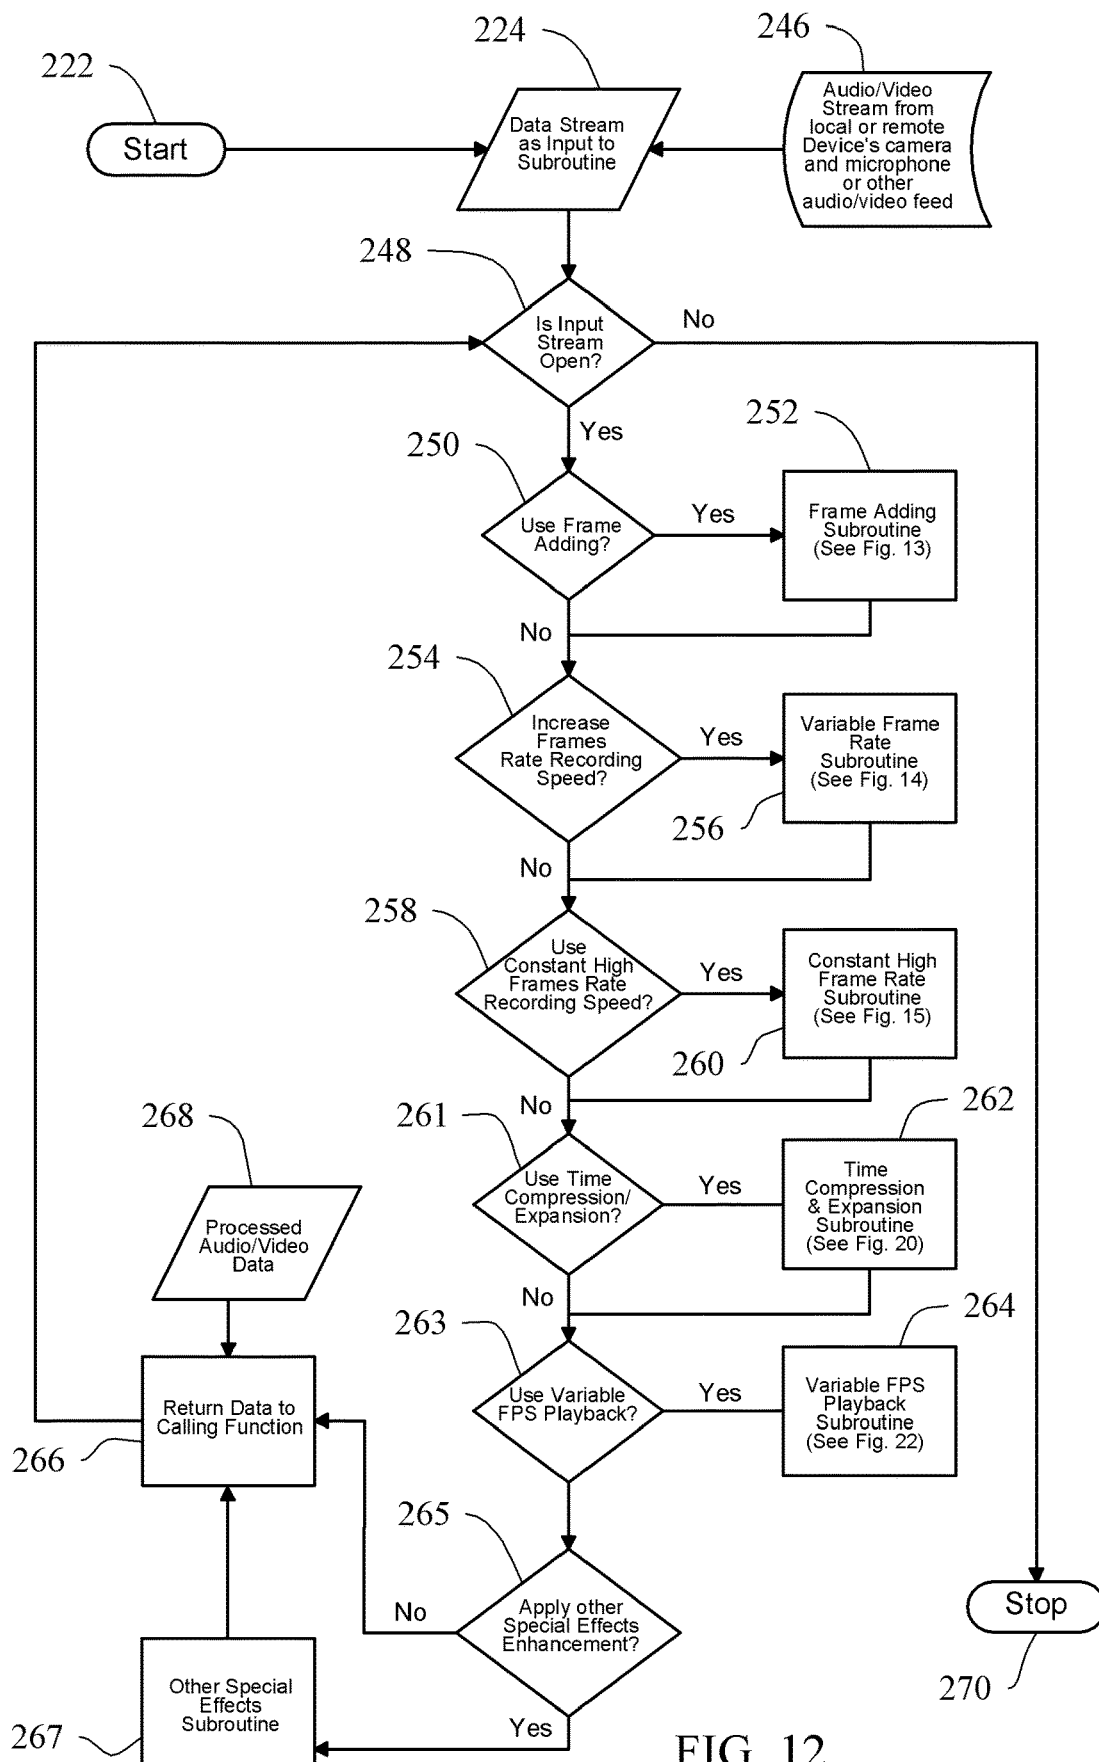 224
246
222
Start
Data Stream
as Input to
Subroutine
Audio/Video
Stream from
local or remote
Device's camera
and microphone
or other
audio/video feed
248
Is Input
Stream
Open?
No
Yes
250
252
Use Frame
Adding?
Yes
Frame Adding
Subroutine
(See Fig. 13)
No
254
Increase
Frames
Rate Recording
Speed?
Yes
Variable Frame
Rate
Subroutine
(See Fig. 14)
256
No
258
Use
Constant High
Frames Rate
Recording Speed?
Yes
Constant High
Frame Rate
Subroutine
(See Fig. 15)
260
No
261
262
268
Use Time
Compression/
Expansion?
Yes
Time
Compression
& Expansion
Subroutine
(See Fig. 20)
Processed
Audio/Video
Data
No
263
264
Use Variable
FPS Playback?
Yes
Variable FPS
Playback
Subroutine
(See Fig. 22)
Return Data to
Calling Function
266
265
Apply other
Special Effects
Enhancement?
No
Stop
270
Other Special
Effects
Subroutine
267
Yes
FIG. 12